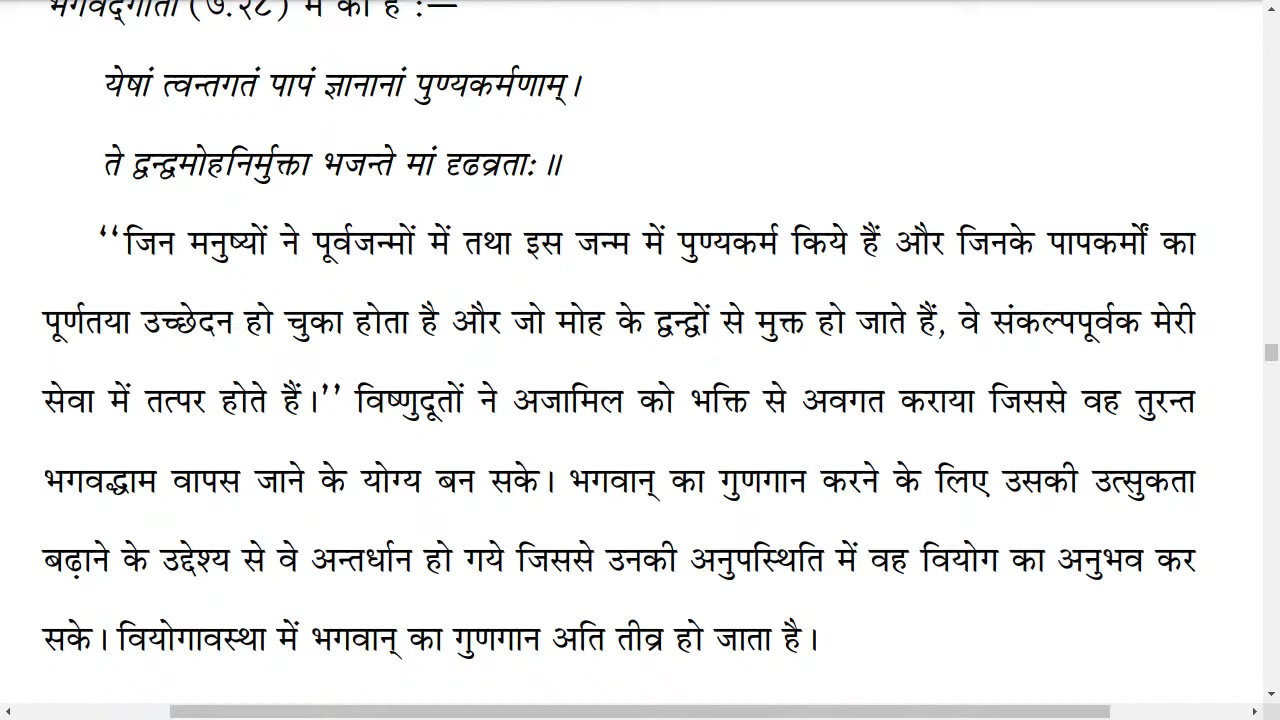 भगवद्गीता (७.२८) में की है :—
येषां त्वन्तगतं पापं ज्ञानानां पुण्यकर्मणाम्।
ते द्वन्द्वमोहनिर्मुक्ता भजन्ते मां दृढव्रताः॥
‘‘जिन मनुष्यों ने पूर्वजन्मों में तथा इस जन्म में पुण्यकर्म किये हैं और जिनके पापकर्मों का
पूर्णतया उच्छेदन हो चुका होता है और जो मोह के द्वन्द्वों से मुक्त हो जाते हैं, वे संकल्पपूर्वक मेरी
सेवा में तत्पर होते हैं।’’ विष्णुदूतों ने अजामिल को भक्ति से अवगत कराया जिससे वह तुरन्त
भगवद्धाम वापस जाने के योग्य बन सके। भगवान् का गुणगान करने के लिए उसकी उत्सुकता
बढ़ाने के उद्देश्य से वे अन्तर्धान हो गये जिससे उनकी अनुपस्थिति में वह वियोग का अनुभव कर
सके। वियोगावस्था में भगवान् का गुणगान अति तीव्र हो जाता है।